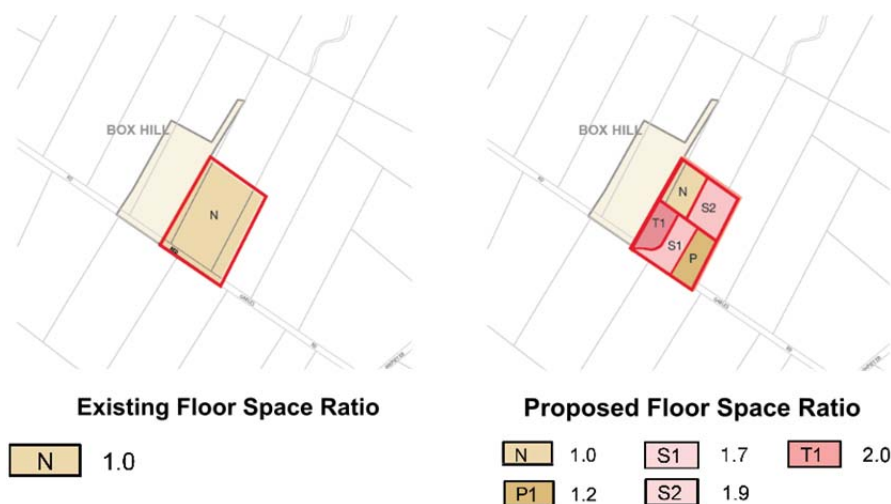 BOX HILL
N
BOX HILL
N
S2
T1
S1
P
Existing Floor Space Ratio
N 1.0
Proposed Floor Space Ratio
N 1.0 S1 1.7 T1 2.0
P1 1.2 S2 1.9